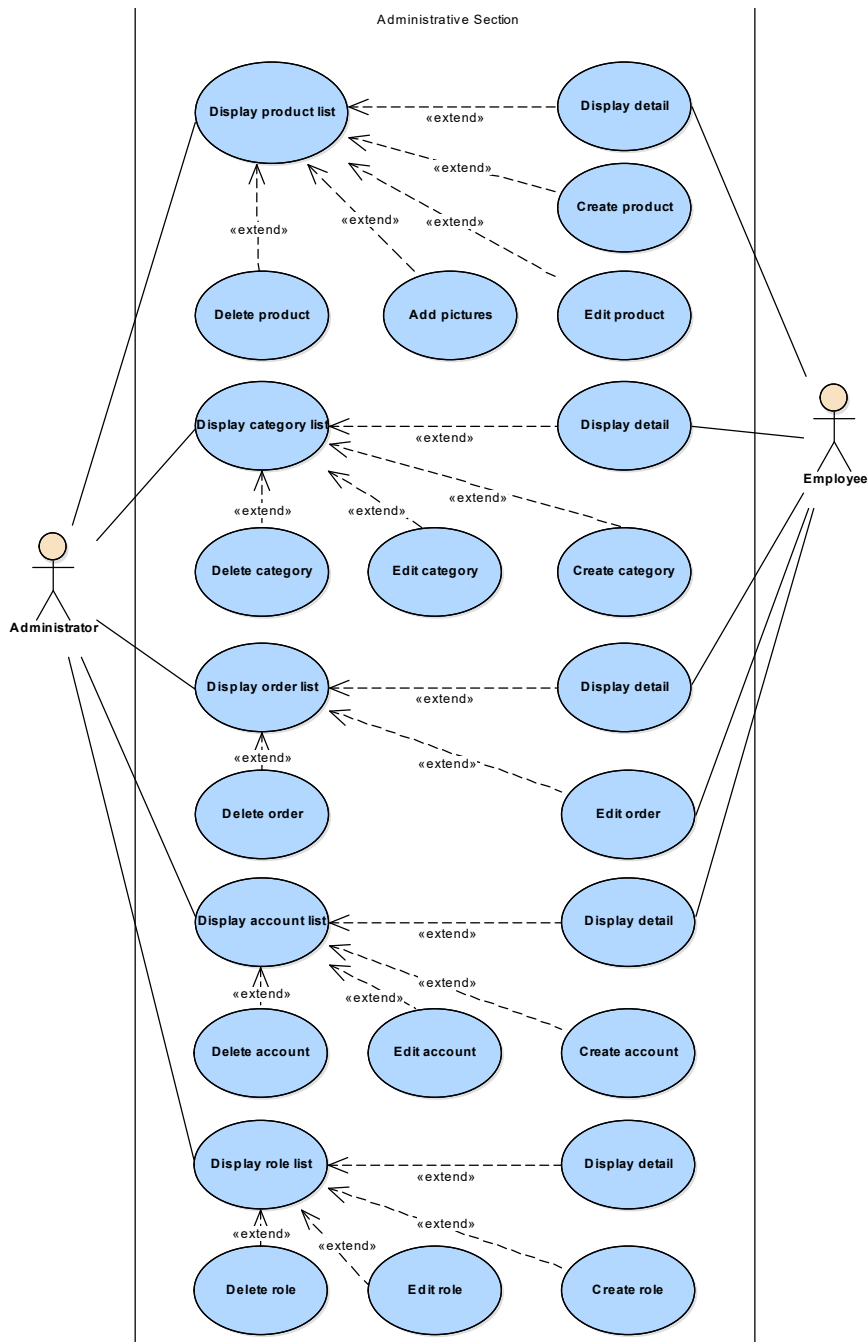 Administrative Section
Display product list
Display detail
«extend»
«extend»
Create product
«extend»
«extend»
«extend»
Delete product
Add pictures
Edit product
Display category list
Display detail
«extend»
Employee
«extend»
«extend»
«extend»
Delete category
Edit category
Create category
Administrator
Display order list
Display detail
«extend»
«extend»
«extend»
Delete order
Edit order
Display account list
Display detail
«extend»
«extend»
«extend»
«extend»
Delete account
Edit account
Create account
Display role list
Display detail
«extend»
«extend»
«extend»
«extend»
Delete role
Edit role
Create role